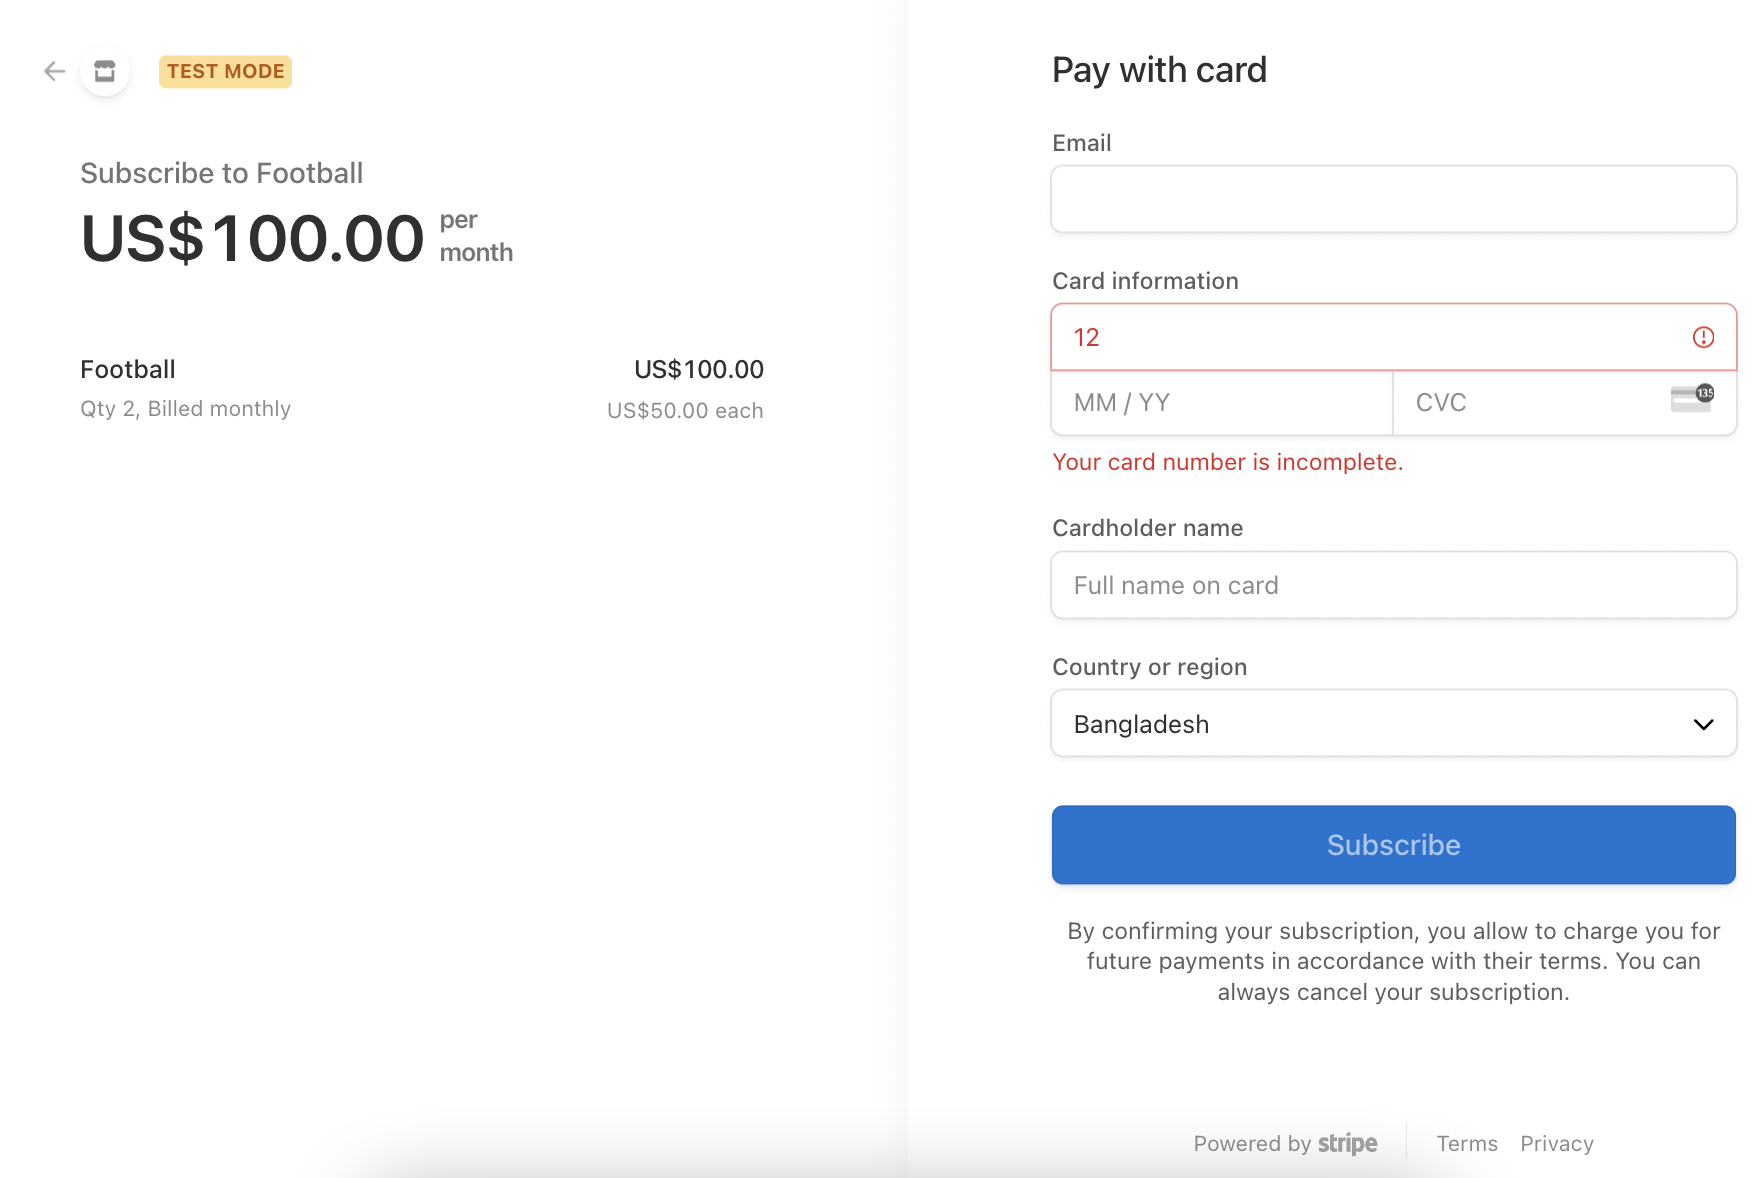 TEST MODE
Subscribe to Football
US$100.00 per month
Football US$100.00
Qty 2, Billed monthly US$50.00 each
Pay with card
Email
Card information
12
MM / YY CVC 135
Your card number is incomplete.
Cardholder name
Full name on card
Country or region
Bangladesh
Subscribe
By confirming your subscription, you allow to charge you for
future payments in accordance with their terms. You can
always cancel your subscription.
Powered by stripe Terms Privacy